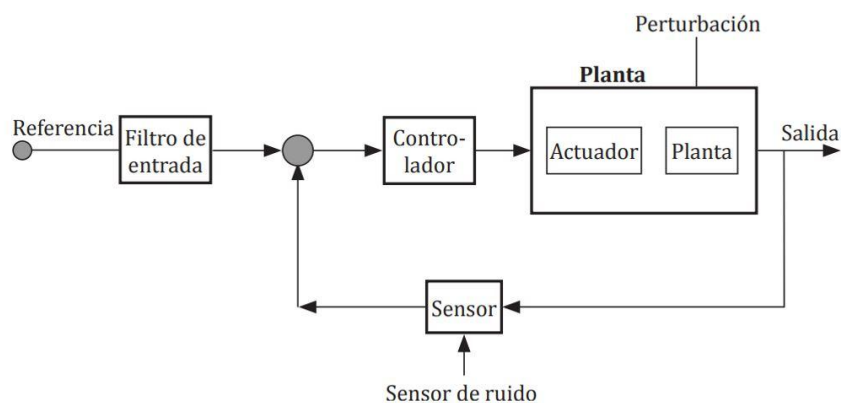 Perturbación
Planta
Referencia
Filtro de
entrada
Contro-
lador
Actuador
Planta
Salida
Sensor
Sensor de ruido